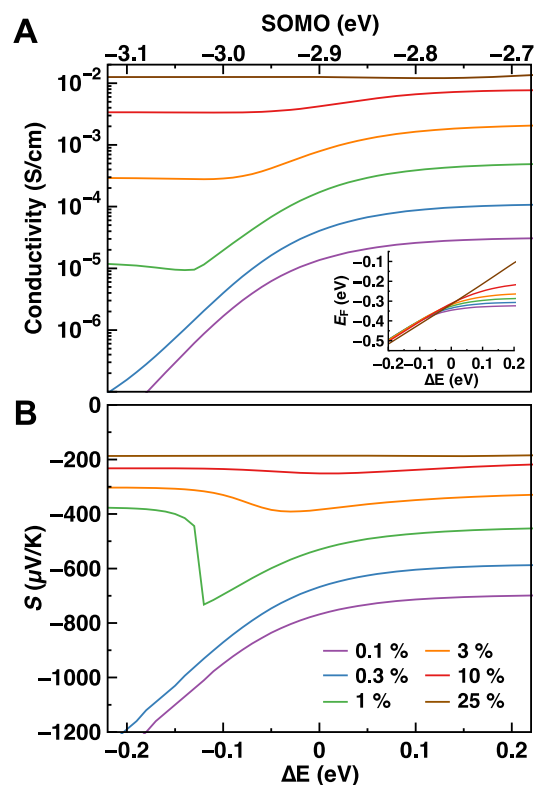 A
SOMO (eV)
−3.1 −3.0 −2.9 −2.8 −2.7
Conductivity (S/cm)
10⁻²
10⁻³
10⁻⁴
10⁻⁵
10⁻⁶
E_F (eV)
−0.1
−0.2
−0.3
−0.4
−0.5
−0.2 −0.1 0 0.1 0.2
ΔE (eV)
B
S (µV/K)
0
−200
−400
−600
−800
−1000
−1200
0.1 % 3 %
0.3 % 10 %
1 % 25 %
−0.2 −0.1 0 0.1 0.2
ΔE (eV)